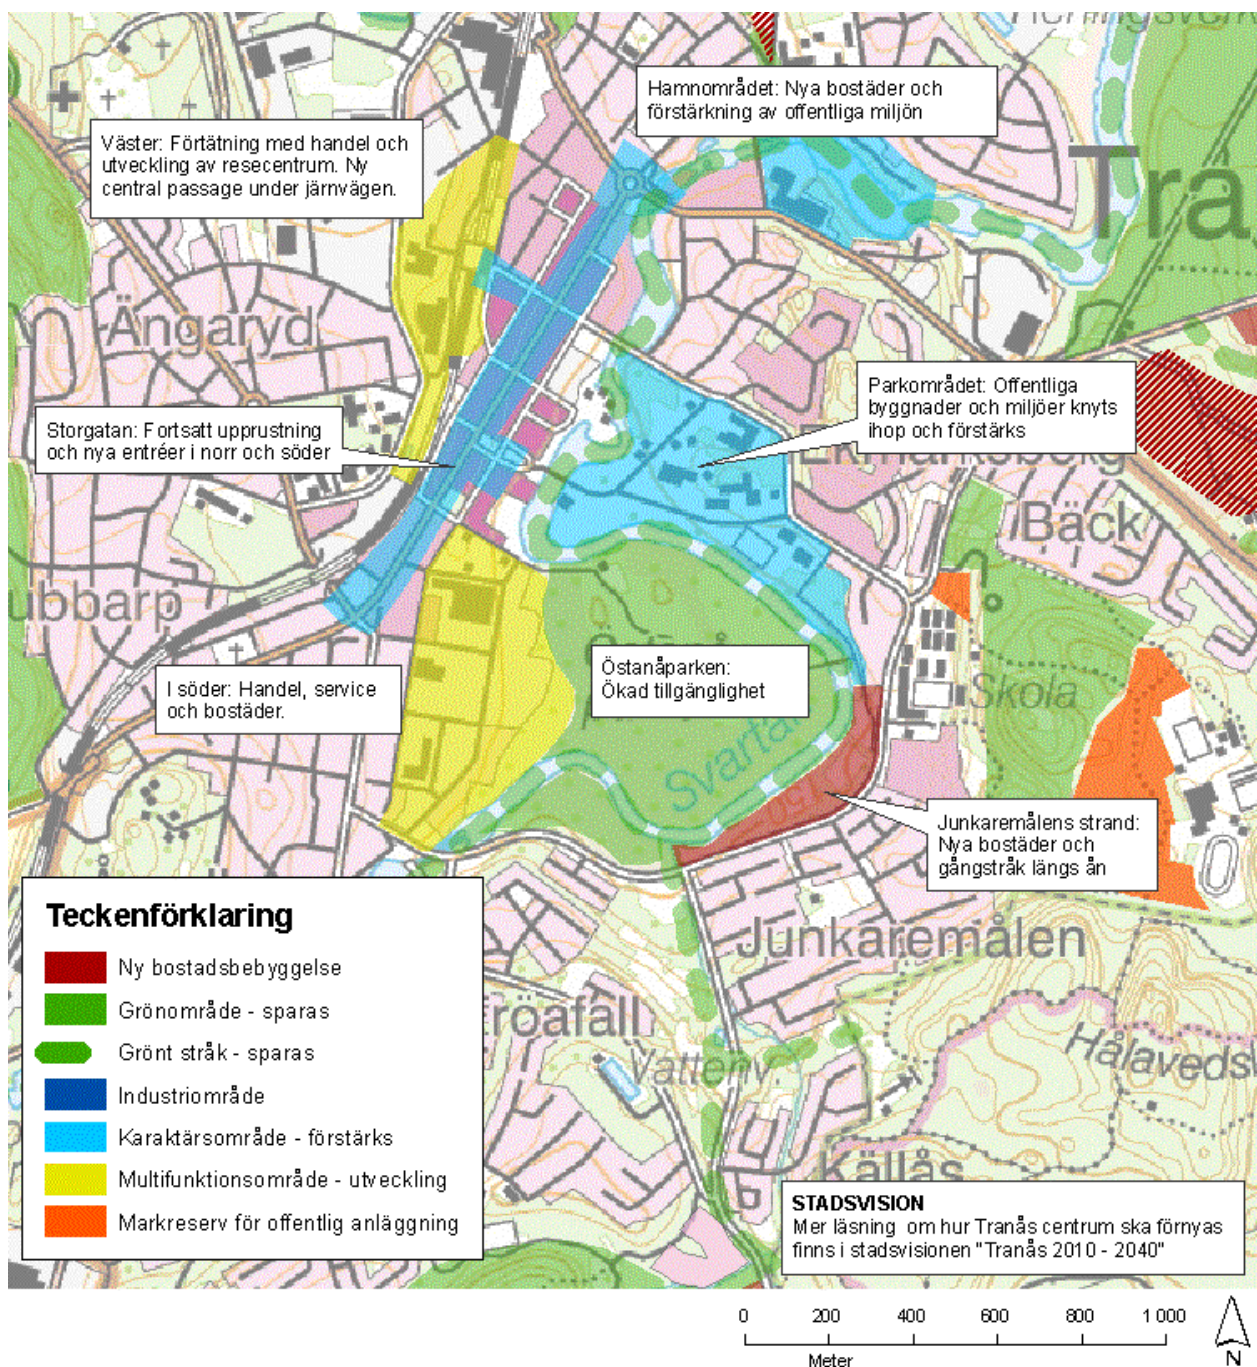 Hamnområdet: Nya bostäder och
förstärkning av offentliga miljön
Väster: Förtätning med handel och
utveckling av resecentrum. Ny
central passage under järnvägen.
Trå
Ängaryd
Parkområdet: Offentliga
byggnader och miljöer knyts
ihop och förstärks
Storgatan: Fortsatt upprustning
och nya entréer i norr och söder
Bäck
ubbarp
Östanåparken:
Ökad tillgänglighet
I söder: Handel, service
och bostäder.
Skola
Svartån
Junkaremålens strand:
Nya bostäder och
gångstråk längs ån
Junkaremålen
Teckenförklaring
Ny bostadsbebyggelse
Grönområde - sparas
Grönt stråk - sparas
Industriområde
Karaktärsområde - förstärks
Multifunktionsområde - utveckling
Markreserv för offentlig anläggning
fröafall
Vattenv.
Hålaveds
Källås
STADSVISION
Mer läsning om hur Tranås centrum ska förnyas
finns i stadsvisionen "Tranås 2010 - 2040"
0 200 400 600 800 1 000
Meter
N